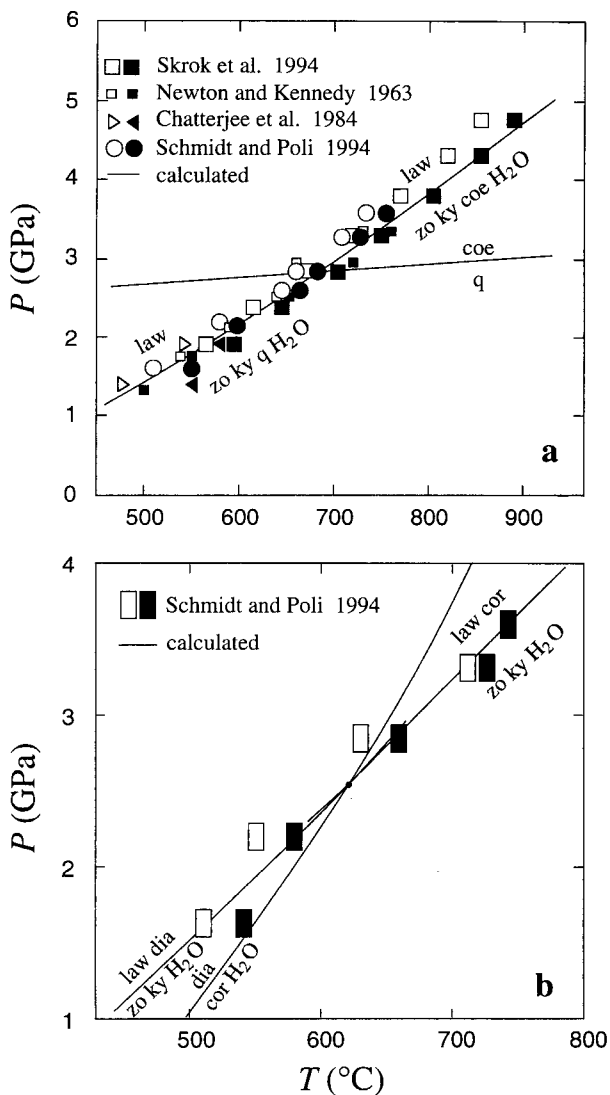 6
Skrok et al. 1994
Newton and Kennedy 1963
5
Chatterjee et al. 1984
Schmidt and Poli 1994
calculated
4
law
zo ky coe H2O
P (GPa)
3
coe
q
2
law
zo ky q H2O
1
a
0
500 600 700 800 900
4
Schmidt and Poli 1994
law cor
calculated
zo ky H2O
3
P (GPa)
2
law dia
zo ky H2O
dia
cor H2O
b
1
500 600 700 800
T (°C)